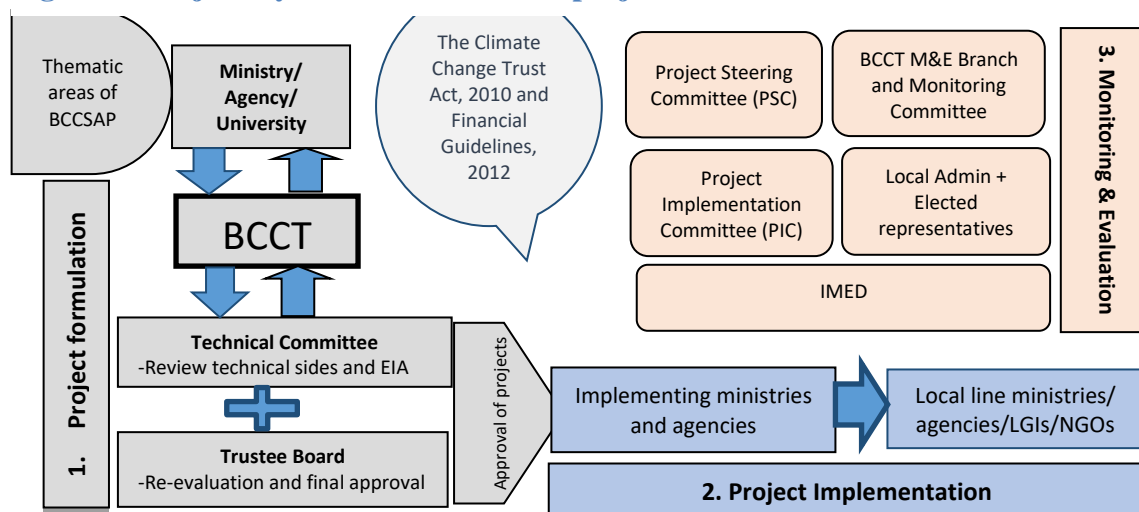 Thematic
areas of
BCCSAP
Ministry/
Agency/
University
The Climate
Change Trust
Act, 2010 and
Financial
Guidelines,
2012
Project Steering
Committee (PSC)
BCCT M&E Branch
and Monitoring
Committee
Project
Implementation
Committee (PIC)
Local Admin +
Elected
representatives
IMED
3. Monitoring & Evaluation
BCCT
1. Project formulation
Technical Committee
-Review technical sides and EIA
Trustee Board
-Re-evaluation and final approval
Approval of projects
Implementing ministries
and agencies
Local line ministries/
agencies/LGIs/NGOs
2. Project Implementation